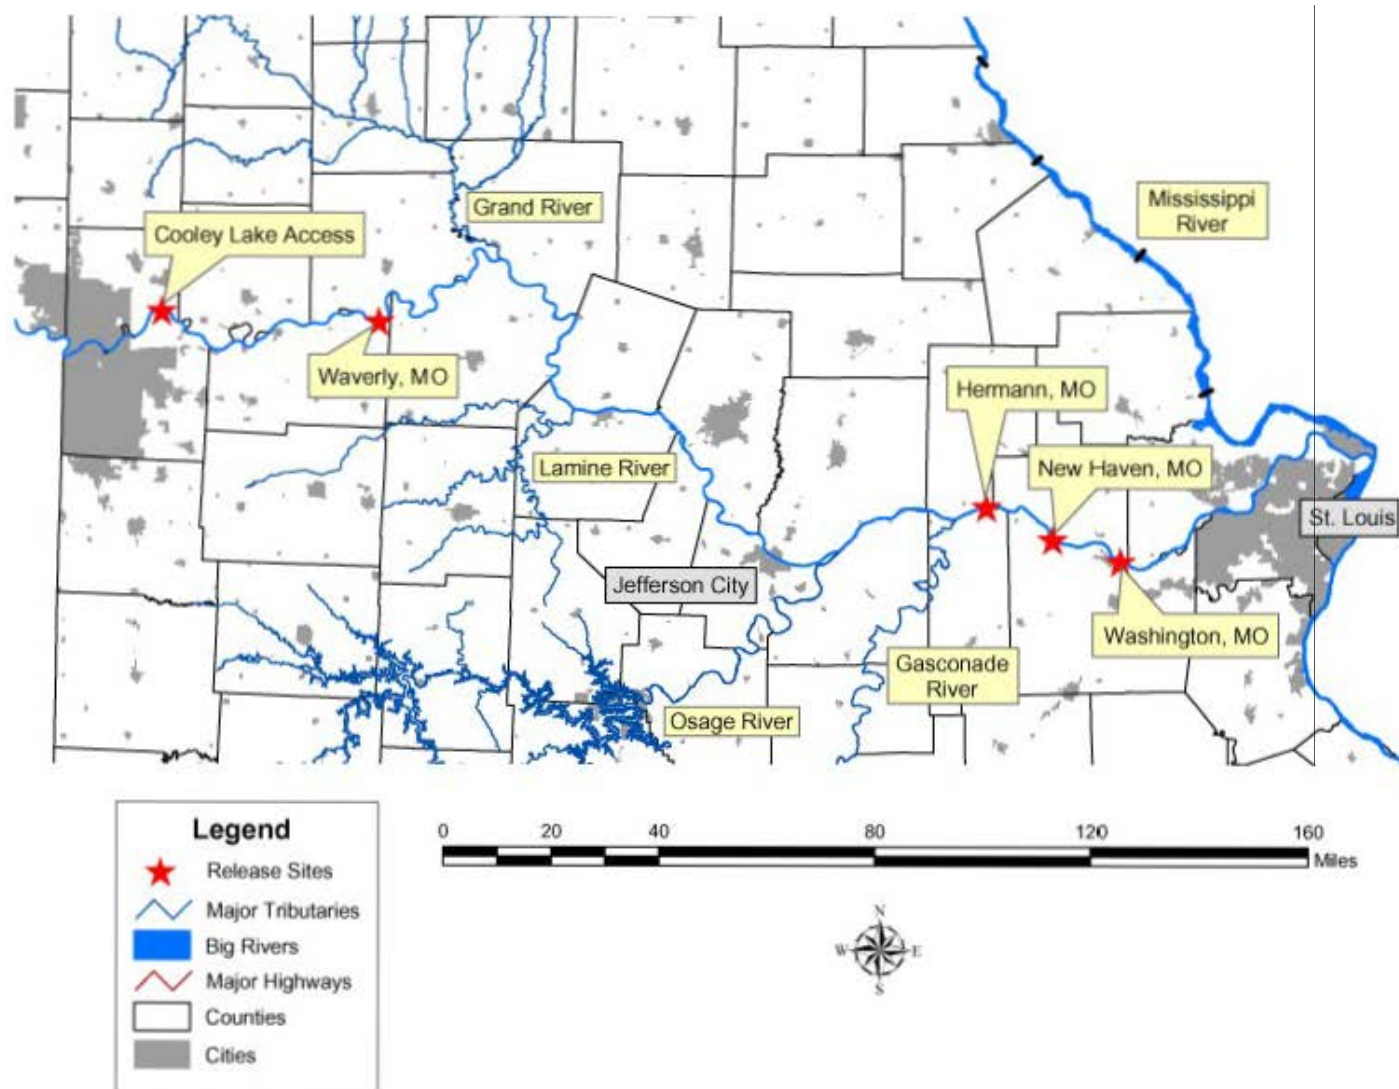 Mississippi
River
Grand River
Cooley Lake Access
Waverly, MO
Hermann, MO
Lamine River
New Haven, MO
St. Louis
Jefferson City
Washington, MO
Gasconade
River
Osage River
Legend
Release Sites
Major Tributaries
Big Rivers
Major Highways
Counties
Cities
0 20 40 80 120 160
Miles
N
W E
S